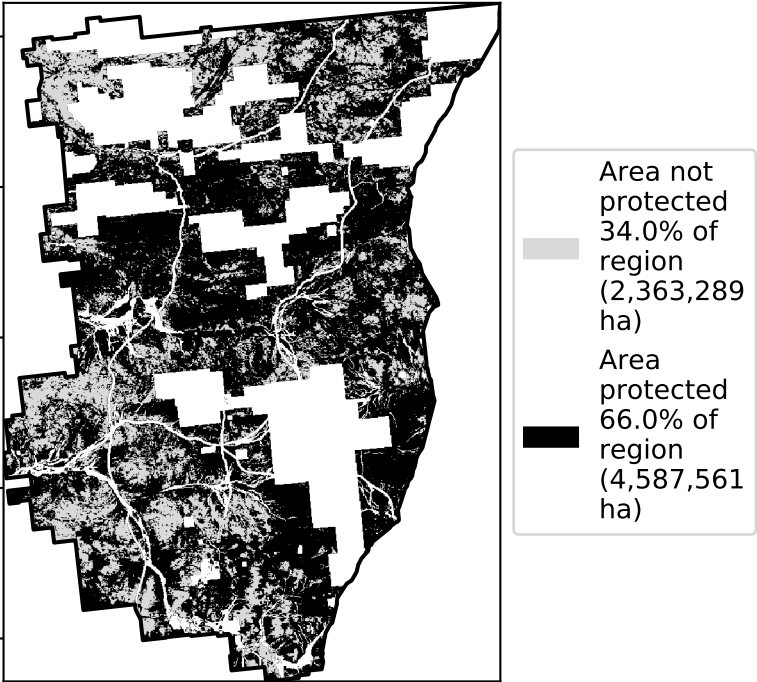 Area not
protected
34.0% of
region
(2,363,289
ha)
Area
protected
66.0% of
region
(4,587,561
ha)